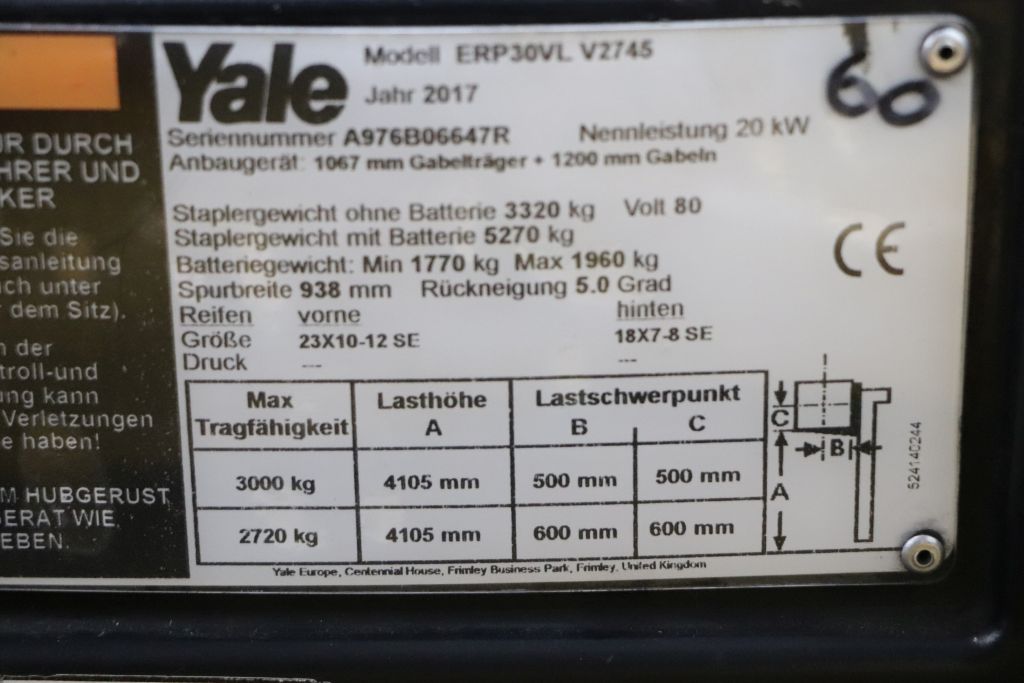 UR DURCH
HRER UND
KER
Sie die
sanleitung
ch unter
dem Sitz).
der
troll-und
ung kann
Verletzungen
e haben!
M HUBGERUST
GERAT WIE
EBEN.
Yale
Modell ERP30VL V2745
Jahr 2017
60
Seriennummer A976B06647R Nennleistung 20 kW
Anbaugerät: 1067 mm Gabelträger + 1200 mm Gabeln
Staplergewicht ohne Batterie 3320 kg Volt 80
Staplergewicht mit Batterie 5270 kg
Batteriegewicht: Min 1770 kg Max 1960 kg
CE
Spurbreite 938 mm Rückneigung 5.0 Grad
Reifen vorne hinten
Größe 23X10-12 SE 18X7-8 SE
Druck --- ---
Max Tragfähigkeit Lasthöhe A Lastschwerpunkt B C
3000 kg 4105 mm 500 mm 500 mm
2720 kg 4105 mm 600 mm 600 mm
C
B
A
524140244
Yale Europe, Centennial House, Frimley Business Park, Frimley, United Kingdom